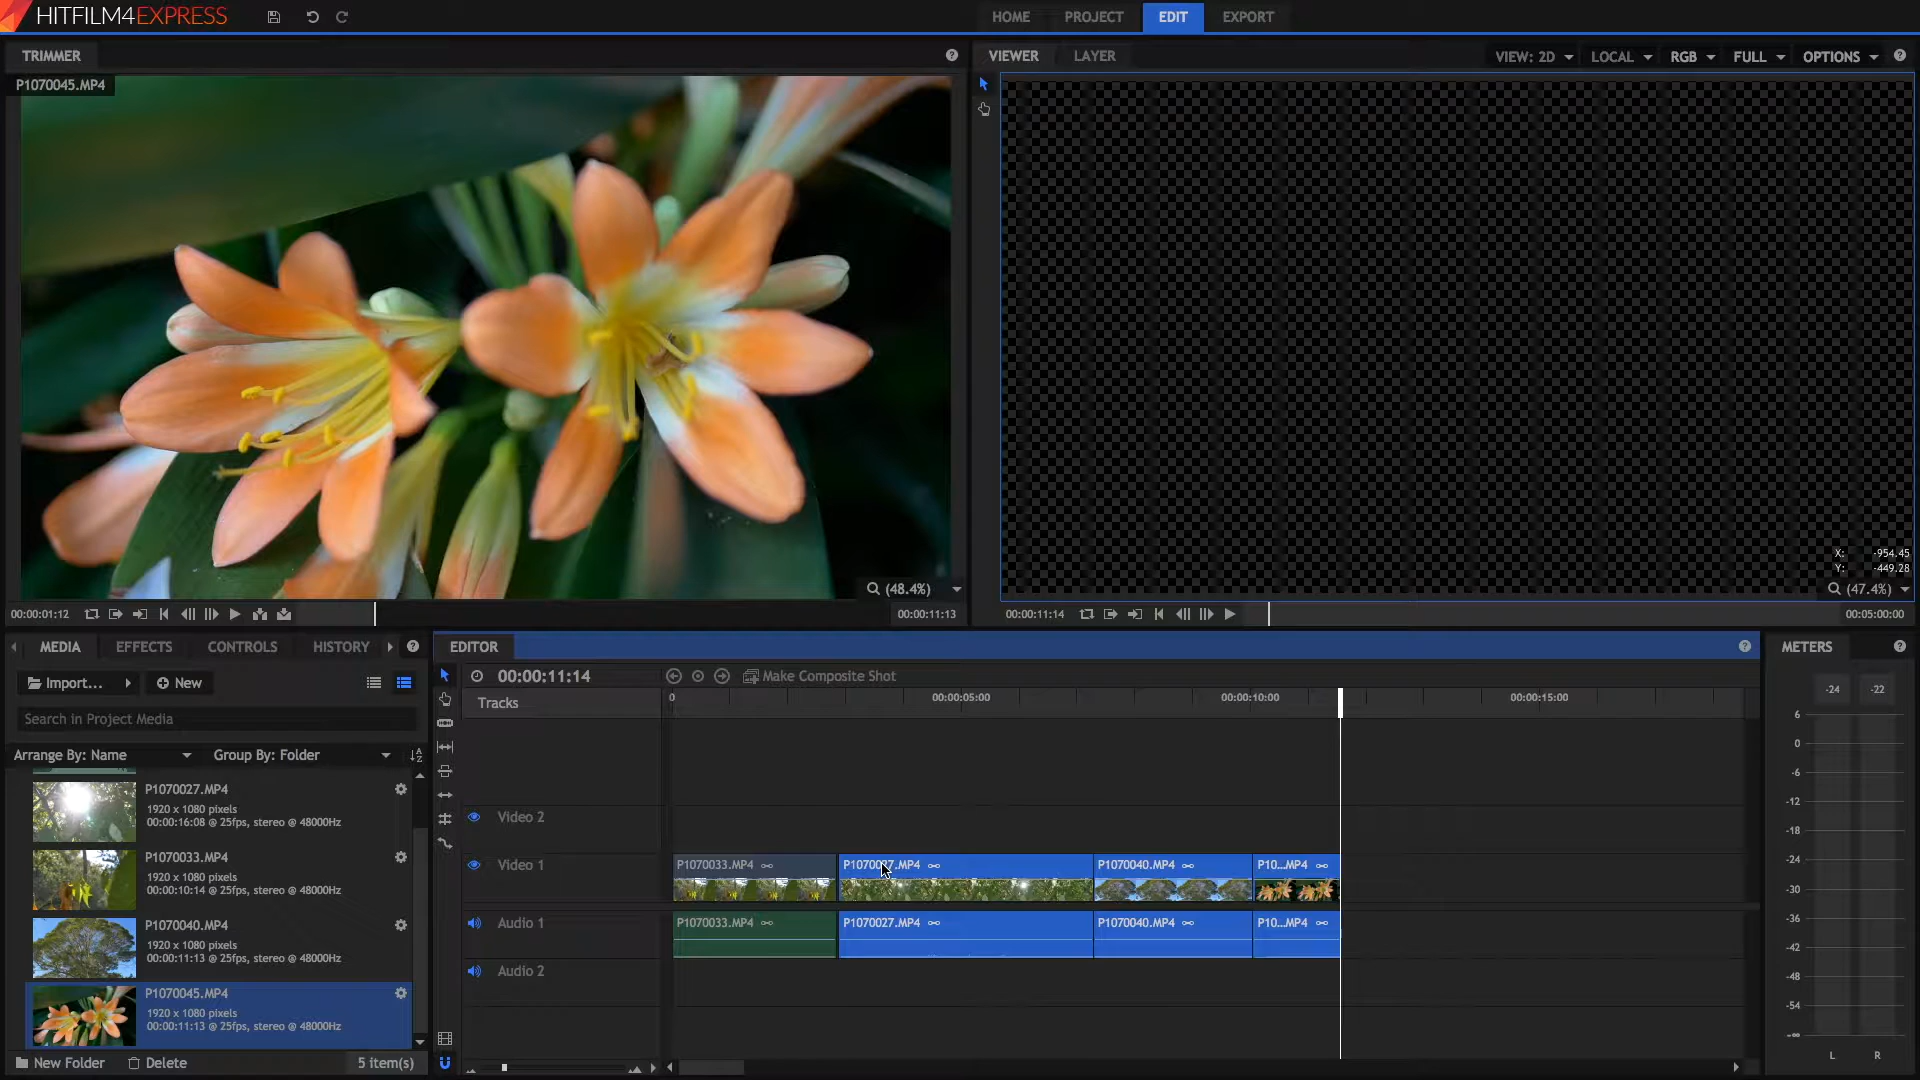 HITFILM4EXPRESS
HOME PROJECT EDIT EXPORT
TRIMMER
VIEWER LAYER VIEW: 2D LOCAL RGB FULL OPTIONS
P1070045.MP4
X: -954.45
Y: -449.28
(48.4%)
(47.4%)
00:00:01:12 00:00:11:13
00:00:11:14 00:05:00:00
MEDIA EFFECTS CONTROLS HISTORY
EDITOR
METERS
Import... New
00:00:11:14 Make Composite Shot
-24 -22
Search in Project Media
Tracks 0 00:00:05:00 00:00:10:00 00:00:15:00
Arrange By: Name Group By: Folder
P1070027.MP4
1920 x 1080 pixels
00:00:16:08 @ 25fps, stereo @ 48000Hz
P1070033.MP4
1920 x 1080 pixels
00:00:10:14 @ 25fps, stereo @ 48000Hz
P1070040.MP4
1920 x 1080 pixels
00:00:11:13 @ 25fps, stereo @ 48000Hz
P1070045.MP4
1920 x 1080 pixels
00:00:11:13 @ 25fps, stereo @ 48000Hz
New Folder Delete 5 item(s)
Video 2
Video 1 P1070033.MP4 P1070027.MP4 P1070040.MP4 P10...MP4
Audio 1 P1070033.MP4 P1070027.MP4 P1070040.MP4 P10...MP4
Audio 2
6
0
-6
-12
-18
-24
-30
-36
-42
-48
-54
-∞
L R